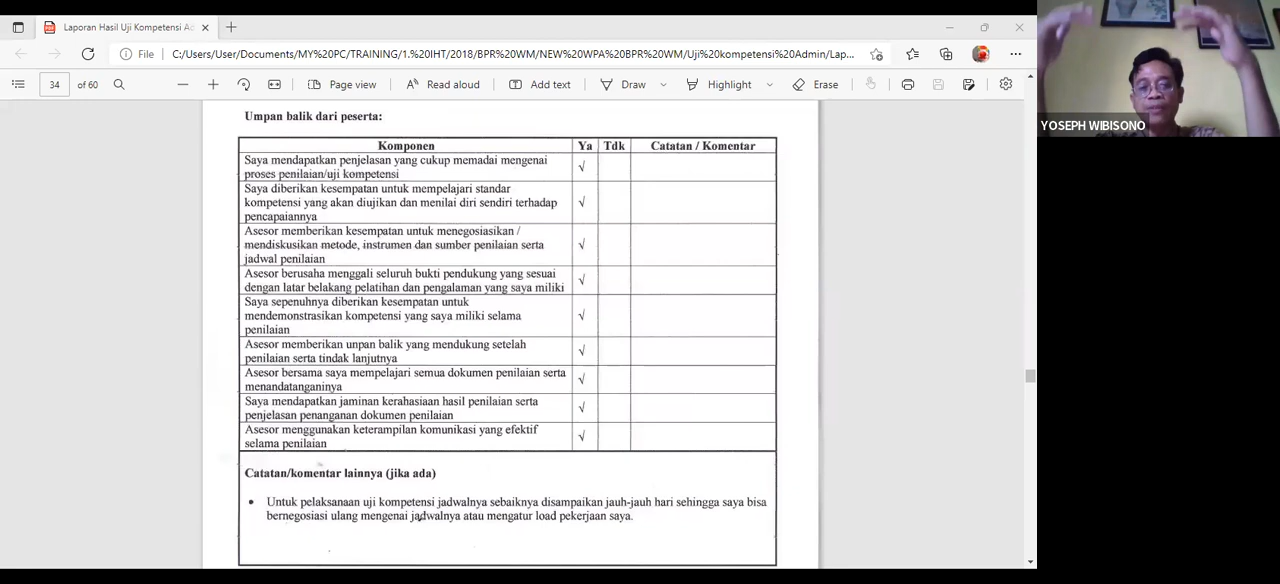 Laporan Hasil Uji Kompetensi Ad
File
C:/Users/User/Documents/MY%20PC/TRAINING/1.%20IHT/2018/BPR%20WM/NEW%20WPA%20BPR%20WM/Uji%20kompetensi%20Admin/Lap...
34 of 60
Page view
Read aloud
Add text
Draw
Highlight
Erase
YOSEPH WIBISONO
Umpan balik dari peserta:
Komponen Ya Tdk Catatan / Komentar
Saya mendapatkan penjelasan yang cukup memadai mengenai
proses penilaian/uji kompetensi √
Saya diberikan kesempatan untuk mempelajari standar
kompetensi yang akan diujikan dan menilai diri sendiri terhadap √
pencapaiannya
Asesor memberikan kesempatan untuk menegosiasikan /
mendiskusikan metode, instrumen dan sumber penilaian serta √
jadwal penilaian
Asesor berusaha menggali seluruh bukti pendukung yang sesuai
dengan latar belakang pelatihan dan pengalaman yang saya miliki √
Saya sepenuhnya diberikan kesempatan untuk
mendemonstrasikan kompetensi yang saya miliki selama √
penilaian
Asesor memberikan unpan balik yang mendukung setelah
penilaian serta tindak lanjutnya √
Asesor bersama saya mempelajari semua dokumen penilaian serta
menandatanganinya √
Saya mendapatkan jaminan kerahasiaan hasil penilaian serta
penjelasan penanganan dokumen penilaian √
Asesor menggunakan keterampilan komunikasi yang efektif
selama penilaian √
Catatan/komentar lainnya (jika ada)
• Untuk pelaksanaan uji kompetensi jadwalnya sebaiknya disampaikan jauh-jauh hari sehingga saya bisa
bernegosiasi ulang mengenai jadwalnya atau mengatur load pekerjaan saya.